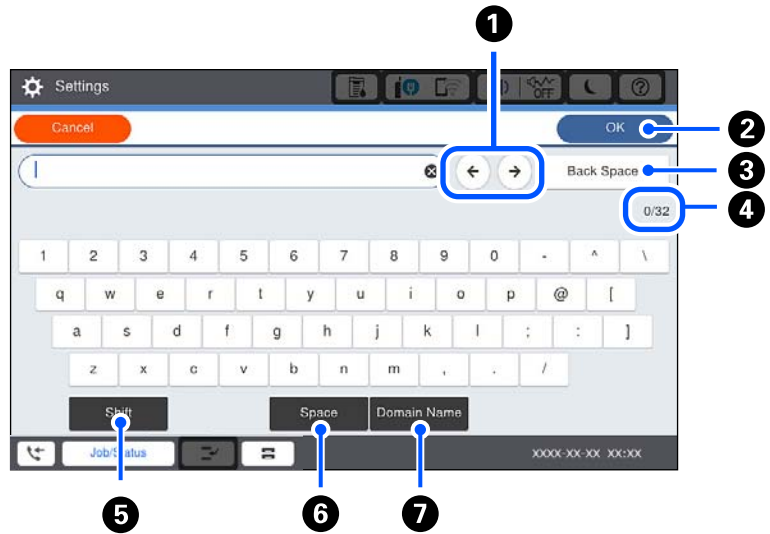 1
Settings
OFF
Cancel
OK
2
Back Space
3
0/32
4
1 2 3 4 5 6 7 8 9 0 - ^ \
q w e r t y u i o p @ [
a s d f g h j k l ; : ]
z x c v b n m , . /
Shift Space Domain Name
Job/Status
XXXX-XX-XX XX:XX
5 6 7